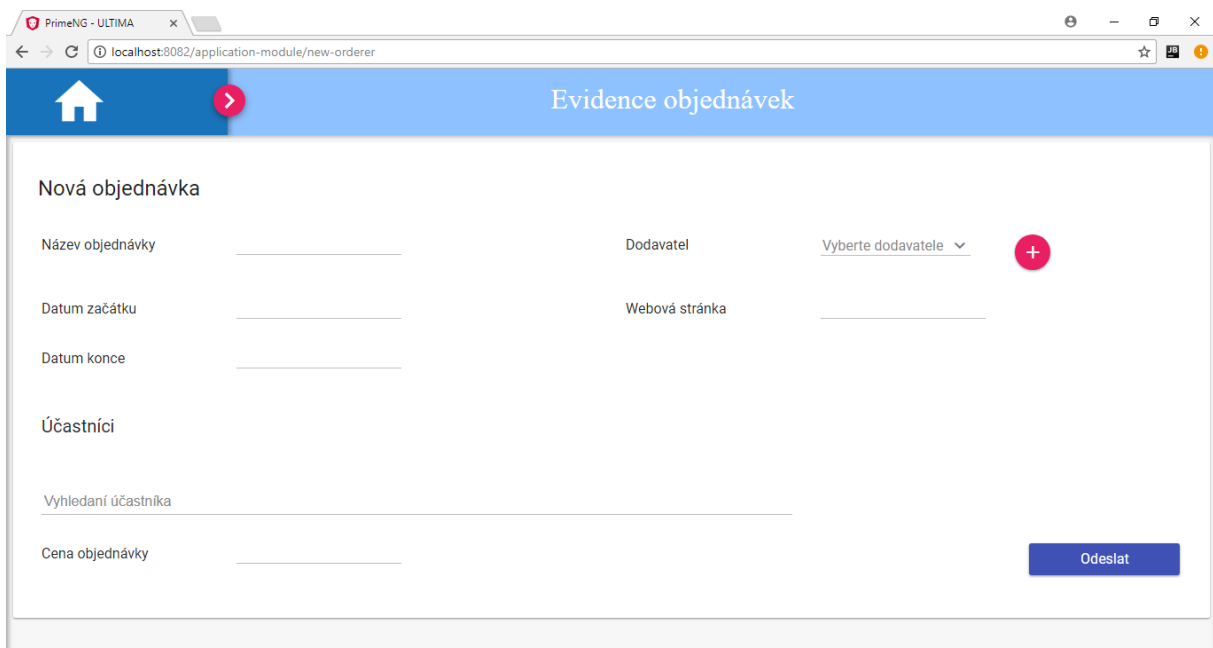 PrimeNG - ULTIMA
localhost:8082/application-module/new-orderer
JB
Evidence objednávek
Nová objednávka
Název objednávky
Dodavatel
Vyberte dodavatele
Datum začátku
Webová stránka
Datum konce
Účastníci
Vyhledaní účastníka
Cena objednávky
Odeslat